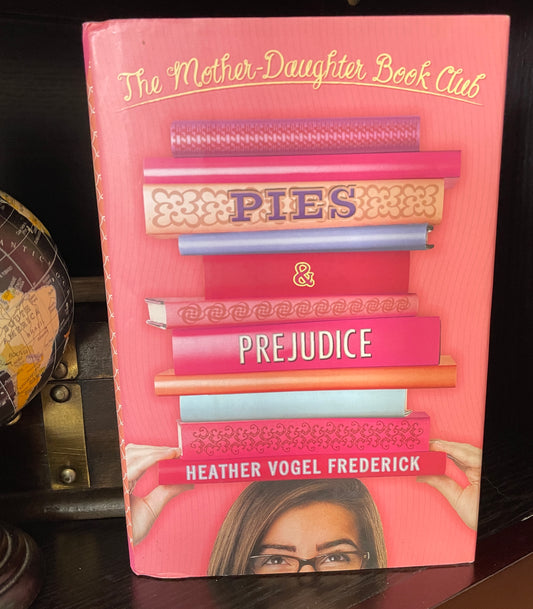 The Mother-Daughter Book Club
PIES
&
PREJUDICE
HEATHER VOGEL FREDERICK